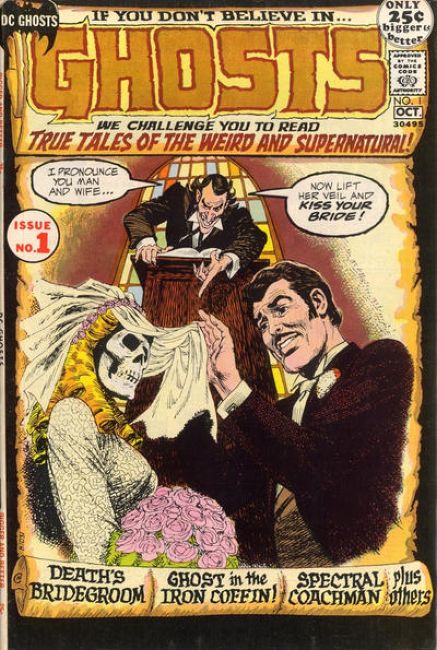 DC GHOSTS
IF YOU DON'T BELIEVE IN...
GHOSTS
WE CHALLENGE YOU TO READ
TRUE TALES OF THE WEIRD AND SUPERNATURAL!
ONLY
25¢
bigger &
better
APPROVED
BY THE
COMICS
CODE
AUTHORITY
NO. 1
OCT.
30495
I PRONOUNCE
YOU MAN
AND WIFE...
NOW LIFT
HER VEIL AND
KISS YOUR
BRIDE!
ISSUE
NO.1
DEATH'S
BRIDEGROOM
GHOST in the
IRON COFFIN!
SPECTRAL
COACHMAN
plus
others